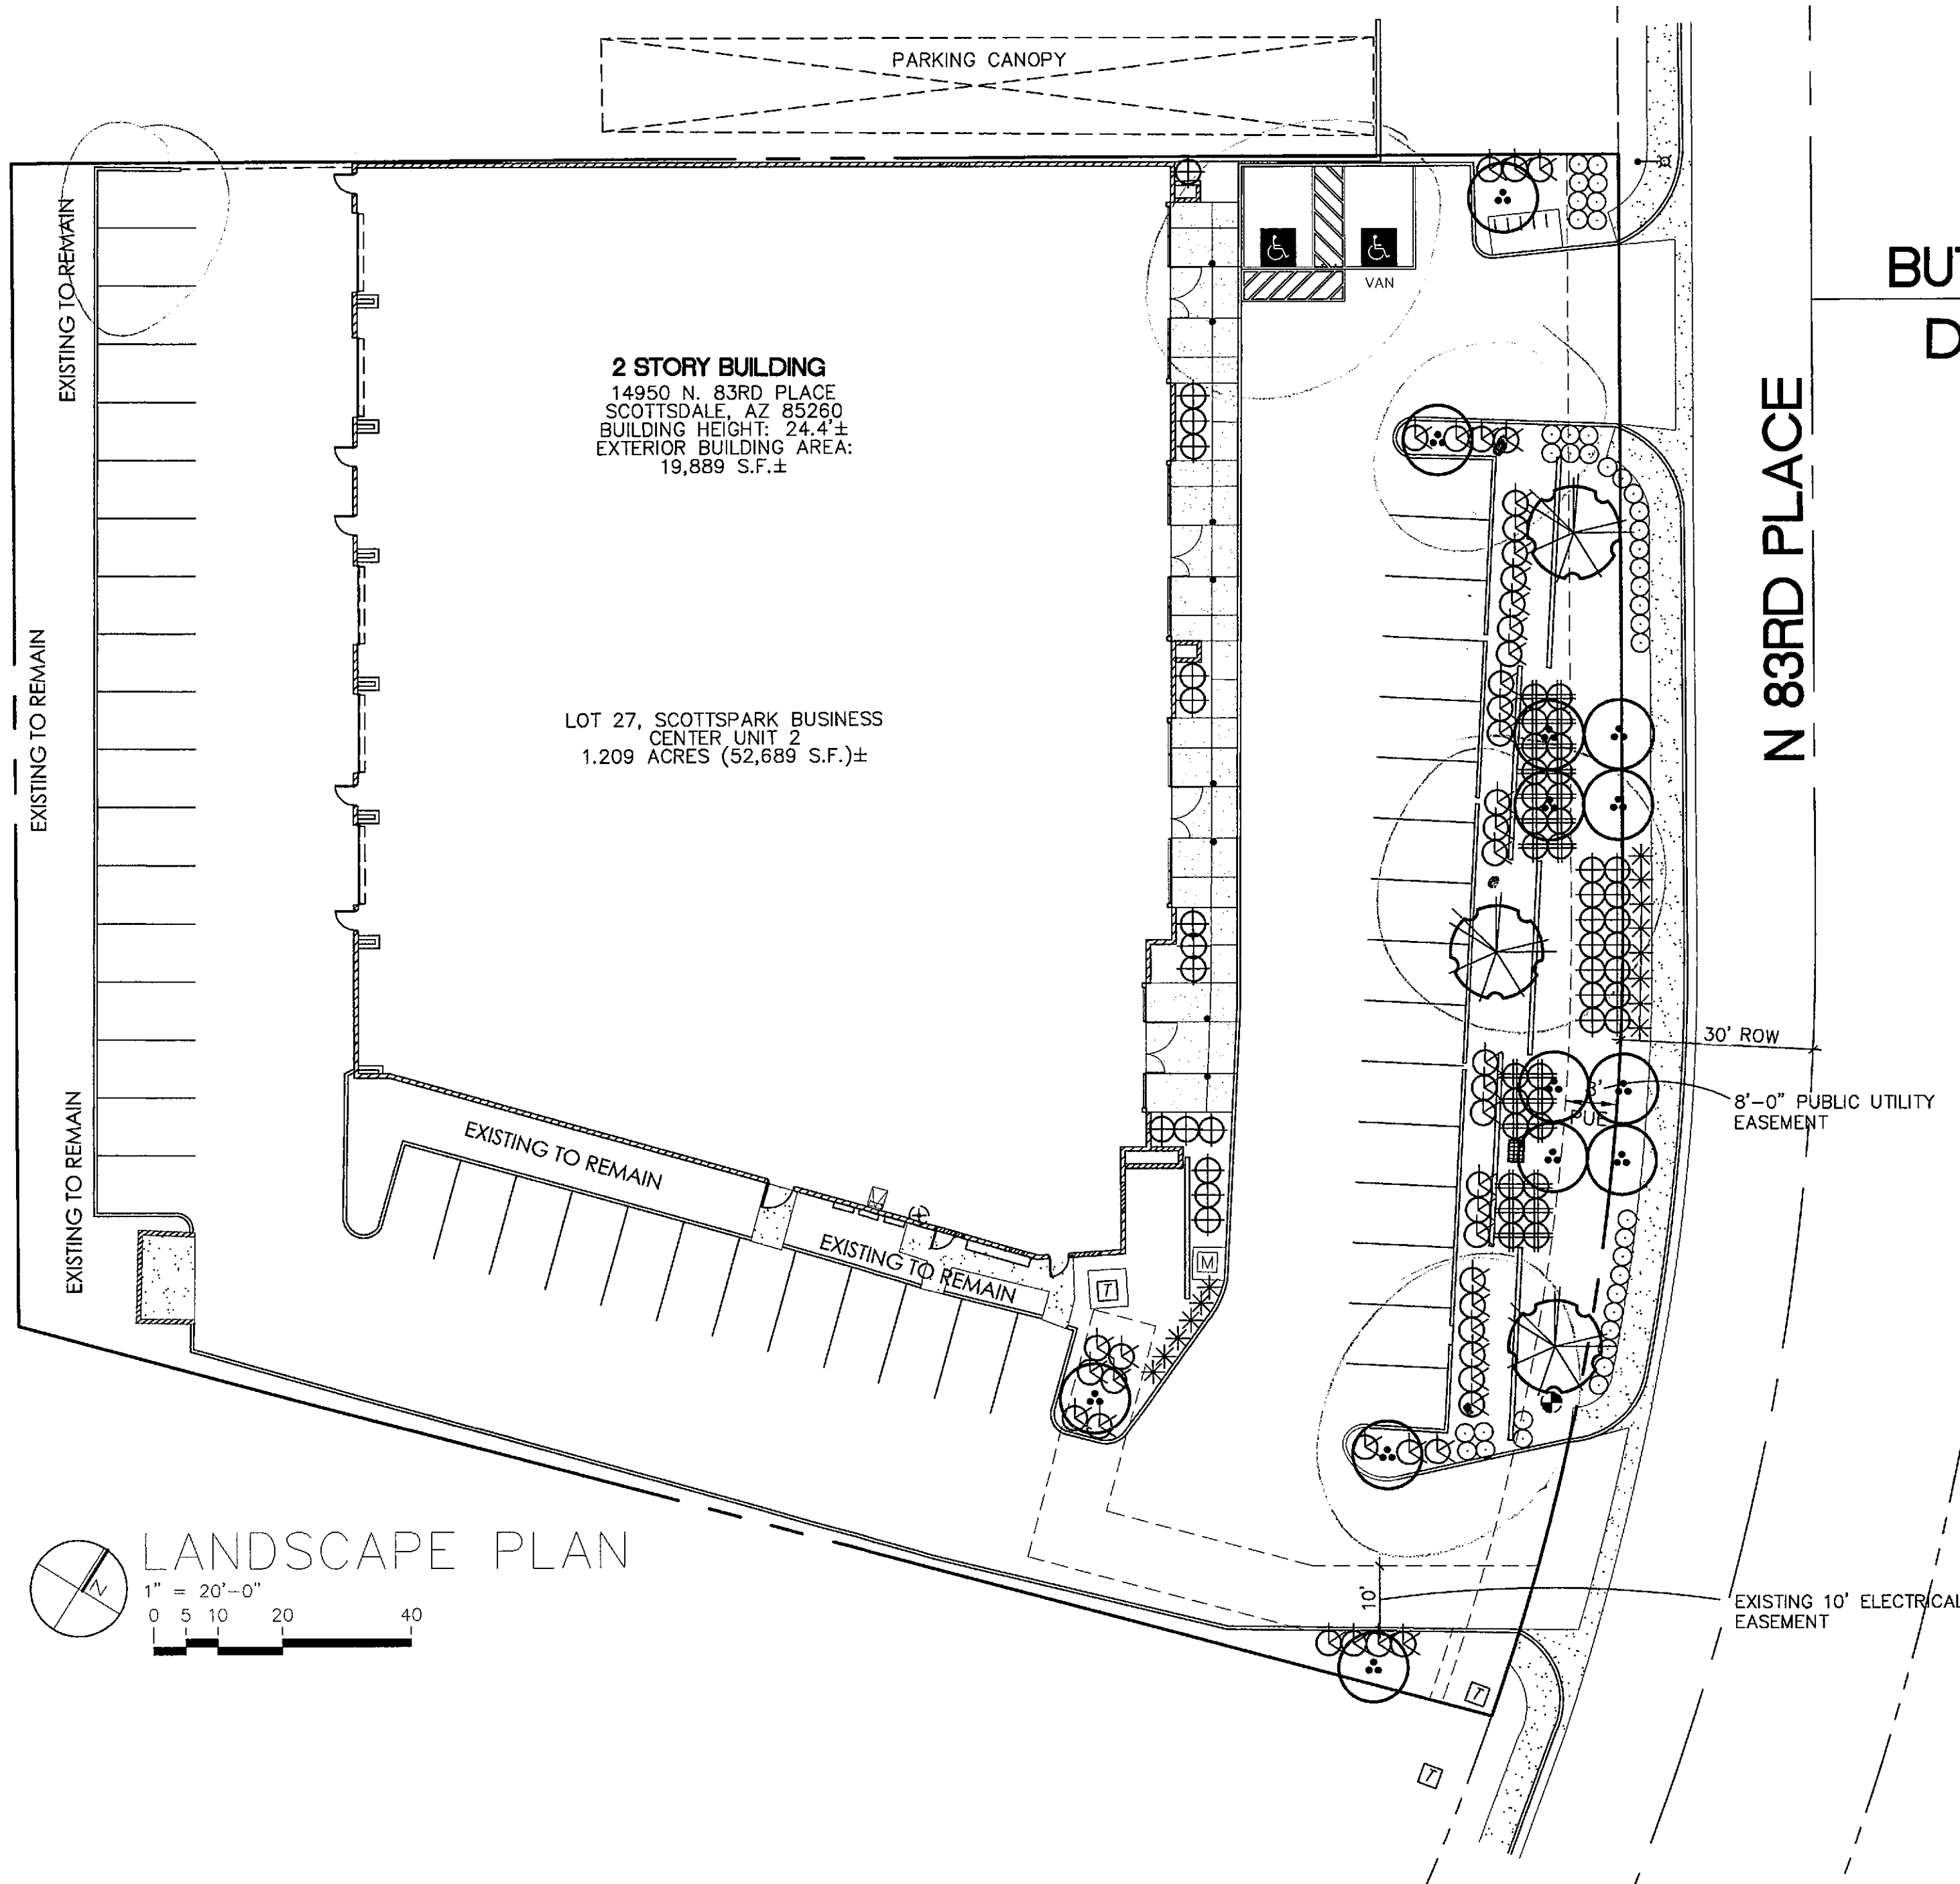 PARKING CANOPY
EXISTING TO REMAIN
VAN
BUT
D
2 STORY BUILDING
14950 N. 83RD PLACE
SCOTTSDALE, AZ 85260
BUILDING HEIGHT: 24.4'±
EXTERIOR BUILDING AREA:
19,889 S.F.±
N 83RD PLACE
EXISTING TO REMAIN
LOT 27, SCOTTSPARK BUSINESS
CENTER UNIT 2
1.209 ACRES (52,689 S.F.)±
30' ROW
8'
PUE
8'-0" PUBLIC UTILITY
EASEMENT
EXISTING TO REMAIN
EXISTING TO REMAIN
EXISTING TO REMAIN
M
T
LANDSCAPE PLAN
N
1" = 20'-0"
0 5 10 20 40
10'
EXISTING 10' ELECTRICAL
EASEMENT
T
T